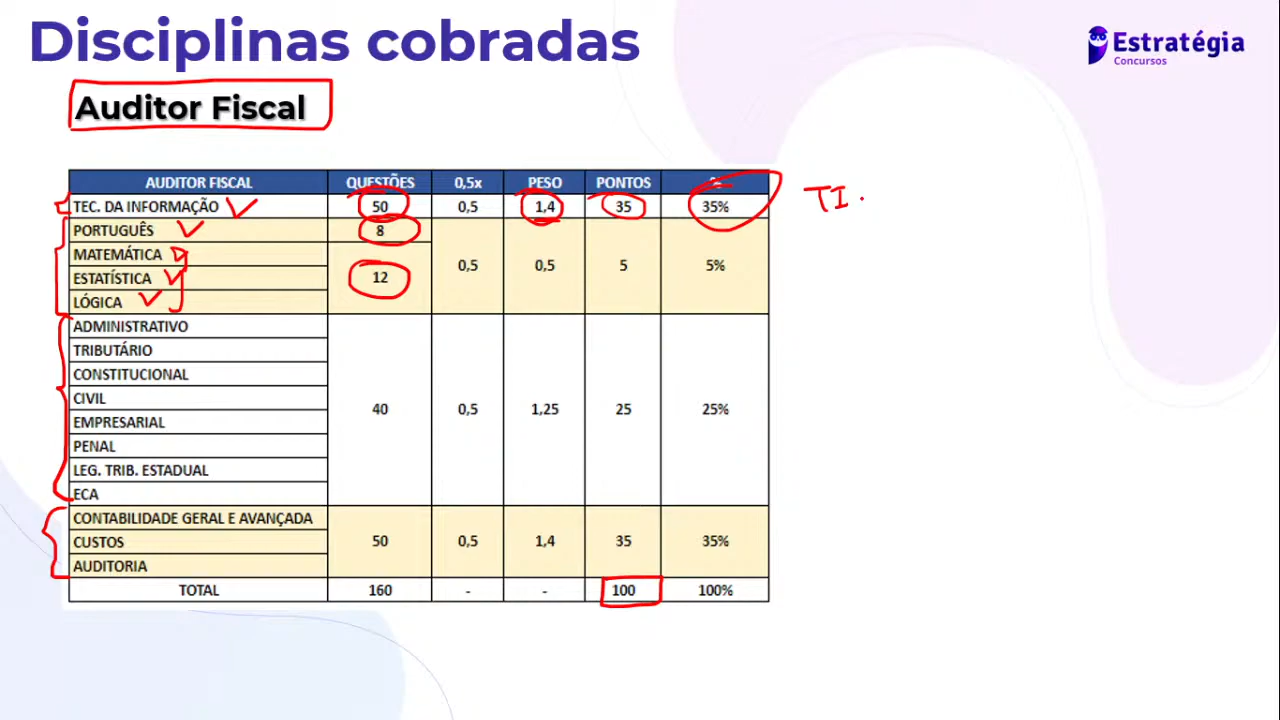 Disciplinas cobradas
Estratégia
Concursos
Auditor Fiscal
AUDITOR FISCAL QUESTÕES 0,5x PESO PONTOS %
TEC. DA INFORMAÇÃO 50 0,5 1,4 35 35%
TI.
PORTUGUÊS 8
MATEMÁTICA
ESTATÍSTICA 12 0,5 0,5 5 5%
LÓGICA
ADMINISTRATIVO
TRIBUTÁRIO
CONSTITUCIONAL
CIVIL 40 0,5 1,25 25 25%
EMPRESARIAL
PENAL
LEG. TRIB. ESTADUAL
ECA
CONTABILIDADE GERAL E AVANÇADA
CUSTOS 50 0,5 1,4 35 35%
AUDITORIA
TOTAL 160 - - 100 100%